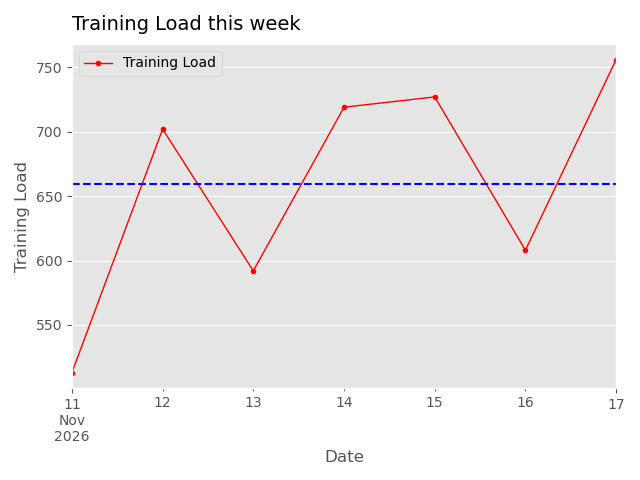 Training Load this week
Training Load
750
700
650
600
550
Training Load
11 12 13 14 15 16 17
Nov
2026
Date